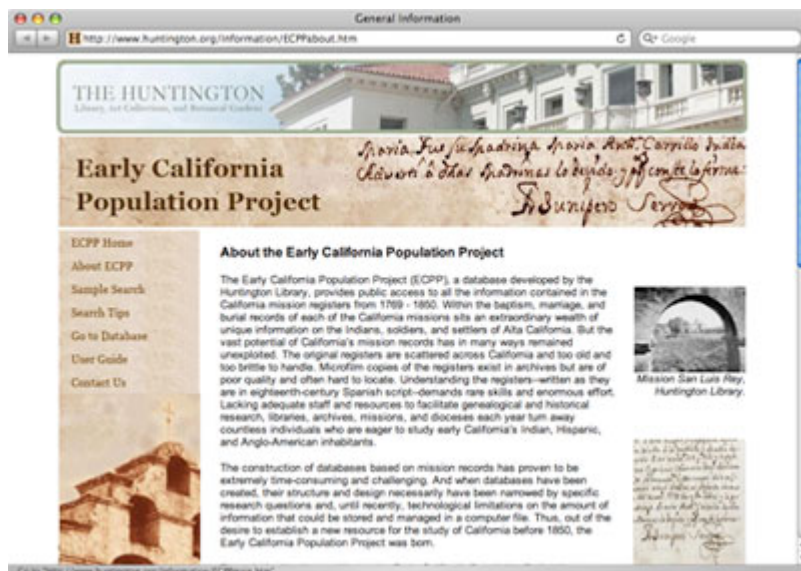 General Information
http://www.huntington.org/Information/ECPPabout.htm
Google
THE HUNTINGTON
Library, Art Collections, and Botanical Gardens
Early California
Population Project
Junipero Serra
ECPP Home
About ECPP
Sample Search
Search Tips
Go to Database
User Guide
Contact Us
About the Early California Population Project
The Early California Population Project (ECPP), a database developed by the
Huntington Library, provides public access to all the information contained in the
California mission registers from 1769 - 1850. Within the baptism, marriage, and
burial records of each of the California missions sits an extraordinary wealth of
unique information on the Indians, soldiers, and settlers of Alta California. But the
vast potential of California's mission records has in many ways remained
unexploited. The original registers are scattered across California and too old and
too brittle to handle. Microfilm copies of the registers exist in archives but are of
poor quality and often hard to locate. Understanding the registers--written as they
are in eighteenth-century Spanish script--demands rare skills and enormous effort.
Lacking adequate staff and resources to facilitate genealogical and historical
research, libraries, archives, missions, and dioceses each year turn away
countless individuals who are eager to study early California's Indian, Hispanic,
and Anglo-American inhabitants.
The construction of databases based on mission records has proven to be
extremely time-consuming and challenging. And when databases have been
created, their structure and design necessarily have been narrowed by specific
research questions and, until recently, technological limitations on the amount of
information that could be stored and managed in a computer file. Thus, out of the
desire to establish a new resource for the study of California before 1850, the
Early California Population Project was born.
Mission San Luis Rey,
Huntington Library.